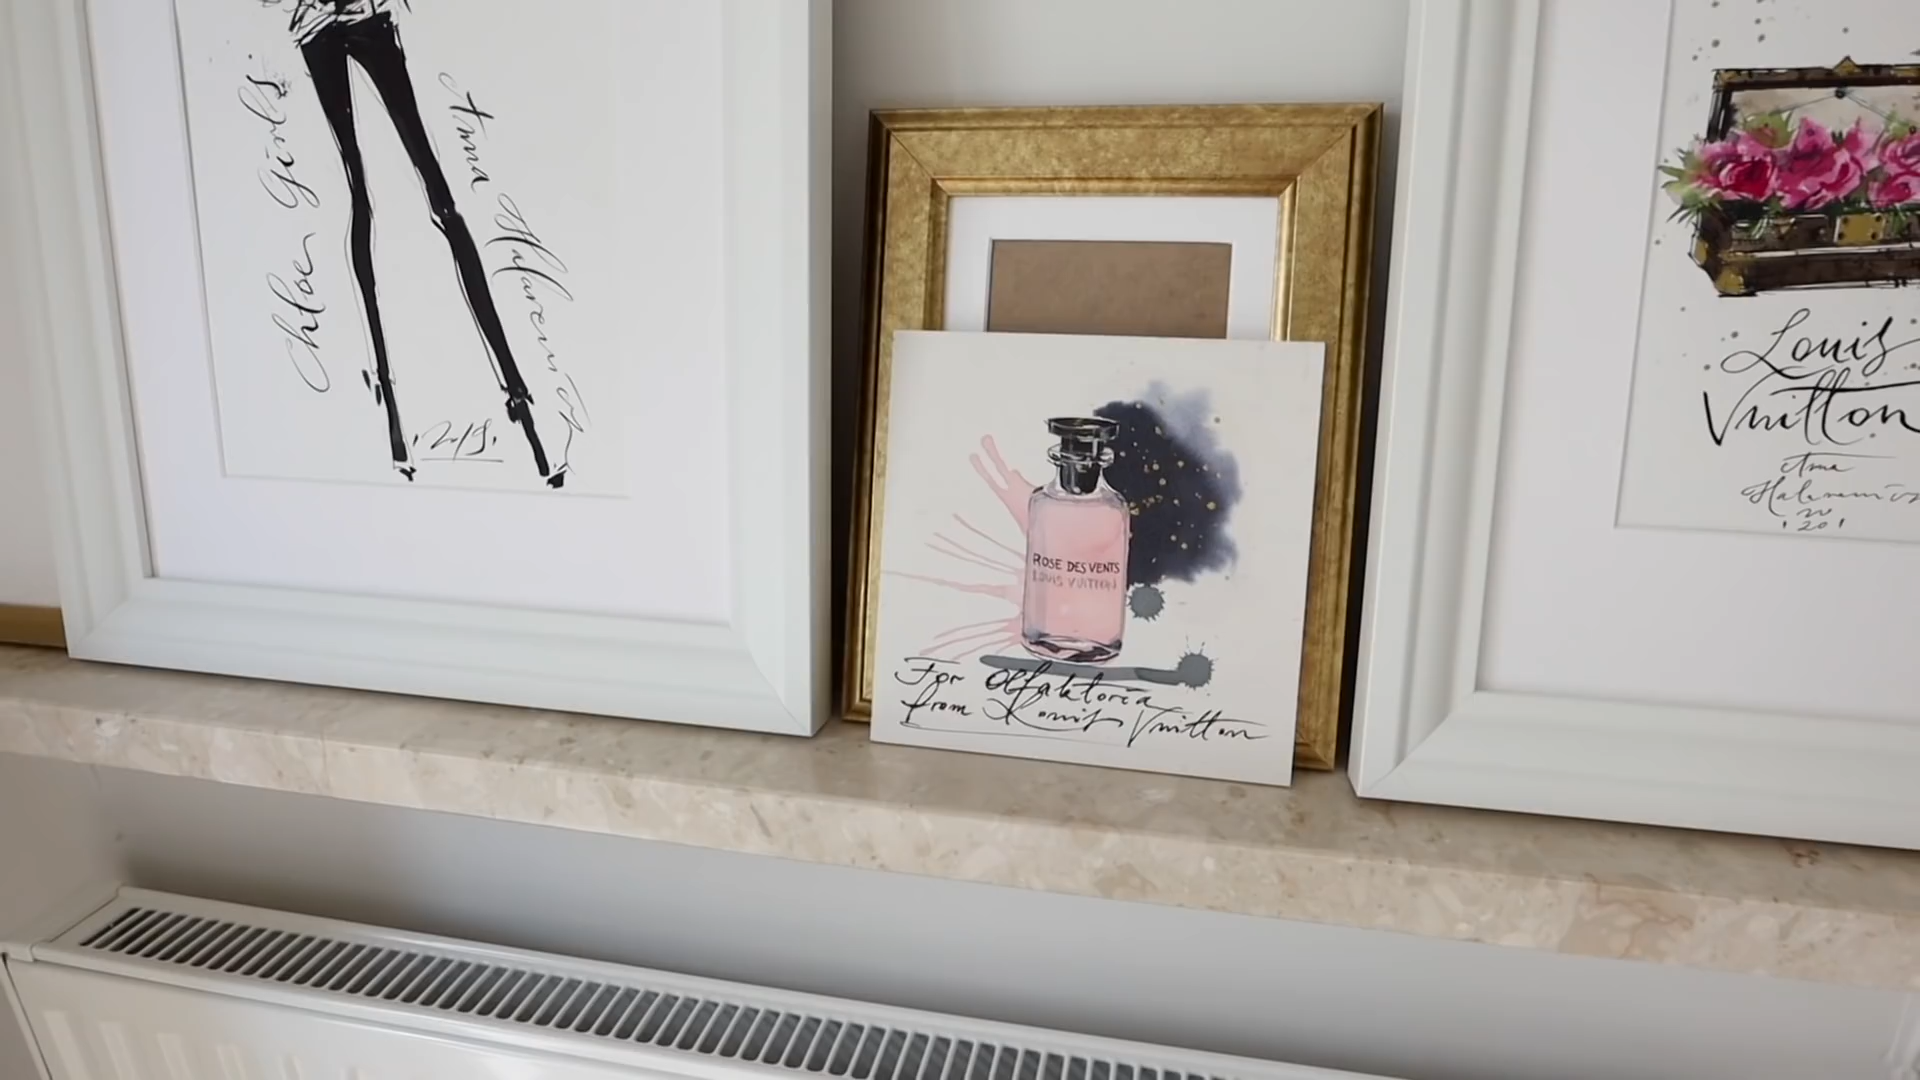 Chloe Girls.
Anna Halarewicz
ROSE DES VENTS
LOUIS VUITTON
For Olfaktoria
from Louis Vuitton
Louis
Vuitton
Anna
Halarewicz